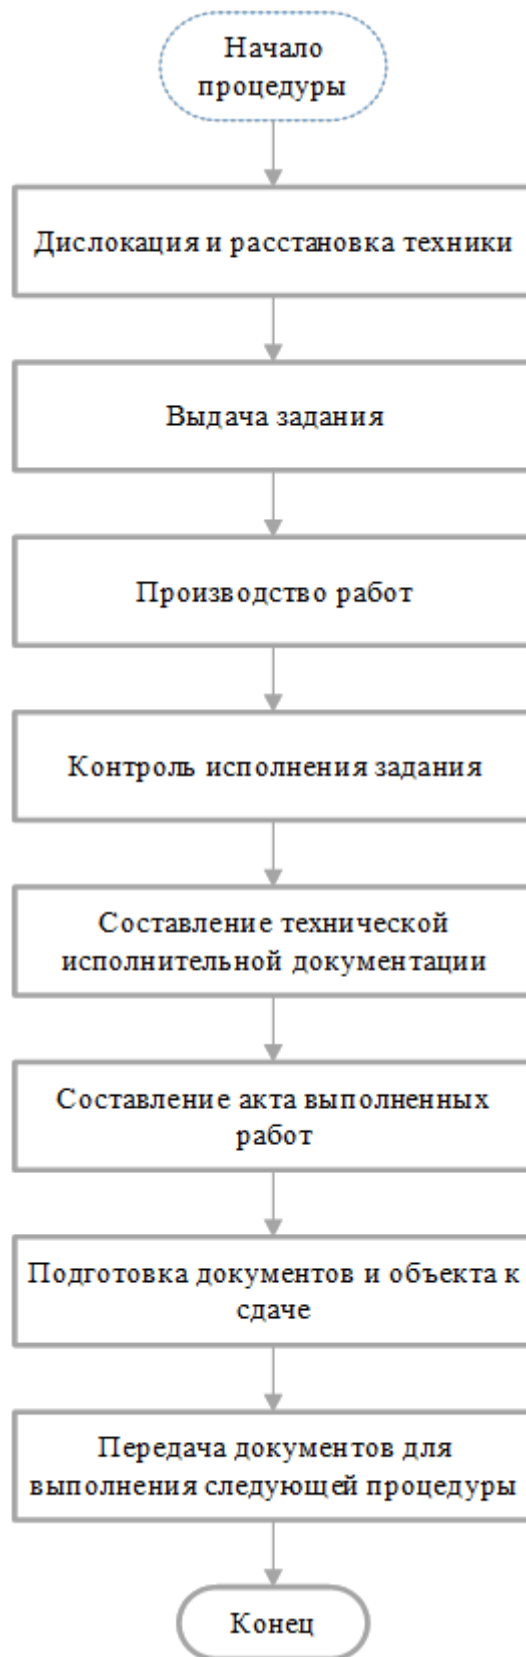 Начало
процедуры
Дислокация и расстановка техники
Выдача задания
Производство работ
Контроль исполнения задания
Составление технической
исполнительной документации
Составление акта выполненных
работ
Подготовка документов и объекта к
сдаче
Передача документов для
выполнения следующей процедуры
Конец